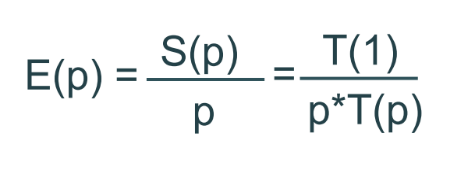 E(p) = S(p) / p = T(1) / p*T(p)